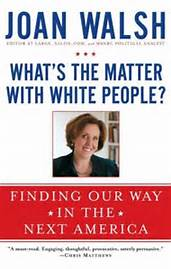 JOAN WALSH
EDITOR AT LARGE, SALON.COM, AND MSNBC POLITICAL ANALYST
WHAT'S THE MATTER
WITH WHITE PEOPLE?
FINDING OUR WAY
IN THE
NEXT AMERICA
"A must-read. Engaging, thoughtful, provocative, utterly persuasive."
—CHRIS MATTHEWS